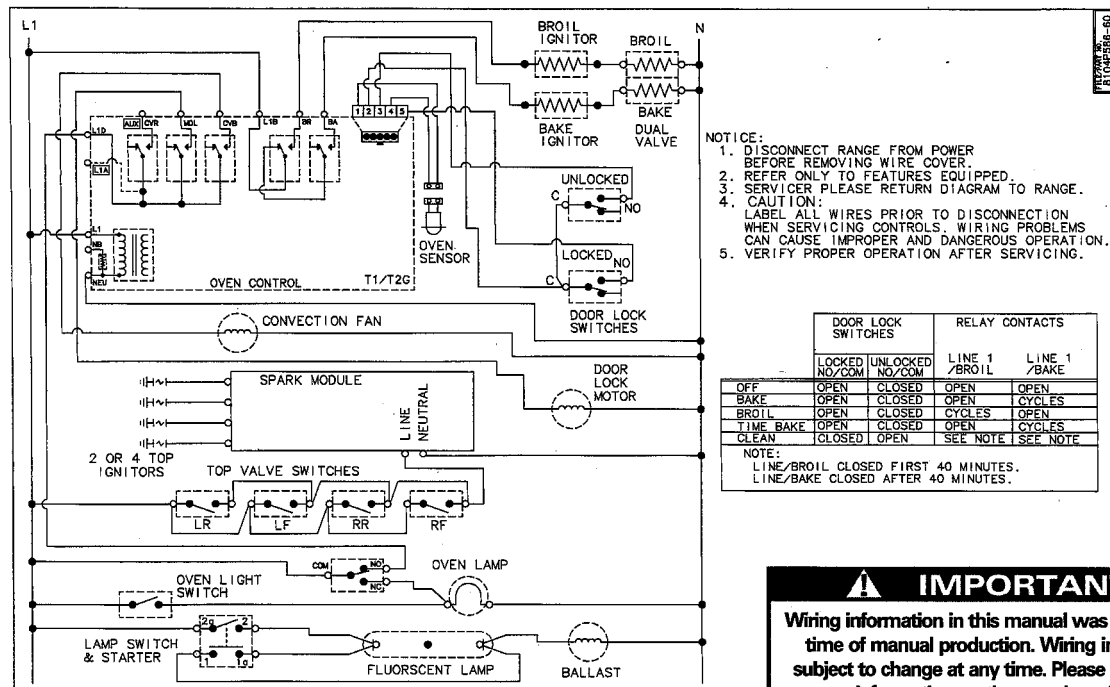 L1
BROIL
IGNITOR
BROIL
N
BAKE
IGNITOR
BAKE
DUAL
VALVE
L1D
AUX
CVR
MDL
CVB
L1B
BR
BA
1 2 3 4 5
L1A
L1
NB
NEU
OVEN CONTROL
T1/T2G
OVEN
SENSOR
UNLOCKED
C
NO
LOCKED
NO
C
DOOR LOCK
SWITCHES
NOTICE:
1. DISCONNECT RANGE FROM POWER
BEFORE REMOVING WIRE COVER.
2. REFER ONLY TO FEATURES EQUIPPED.
3. SERVICER PLEASE RETURN DIAGRAM TO RANGE.
4. CAUTION:
LABEL ALL WIRES PRIOR TO DISCONNECTION
WHEN SERVICING CONTROLS. WIRING PROBLEMS
CAN CAUSE IMPROPER AND DANGEROUS OPERATION.
5. VERIFY PROPER OPERATION AFTER SERVICING.
CONVECTION FAN
SPARK MODULE
LINE
NEUTRAL
DOOR
LOCK
MOTOR
2 OR 4 TOP
IGNITORS
TOP VALVE SWITCHES
LR LF RR RF
COM
NO
NC
OVEN LAMP
OVEN LIGHT
SWITCH
LAMP SWITCH
& STARTER
2a 2
1 1a
FLUORSCENT LAMP
BALLAST
DOOR LOCK SWITCHES RELAY CONTACTS
LOCKED NO/COM UNLOCKED NO/COM LINE 1 /BROIL LINE 1 /BAKE
OFF OPEN CLOSED OPEN OPEN
BAKE OPEN CLOSED OPEN CYCLES
BROIL OPEN CLOSED CYCLES OPEN
TIME BAKE OPEN CLOSED OPEN CYCLES
CLEAN CLOSED OPEN SEE NOTE SEE NOTE
NOTE:
LINE/BROIL CLOSED FIRST 40 MINUTES.
LINE/BAKE CLOSED AFTER 40 MINUTES.
IMPORTAN
Wiring information in this manual was
time of manual production. Wiring i
subject to change at any time. Please